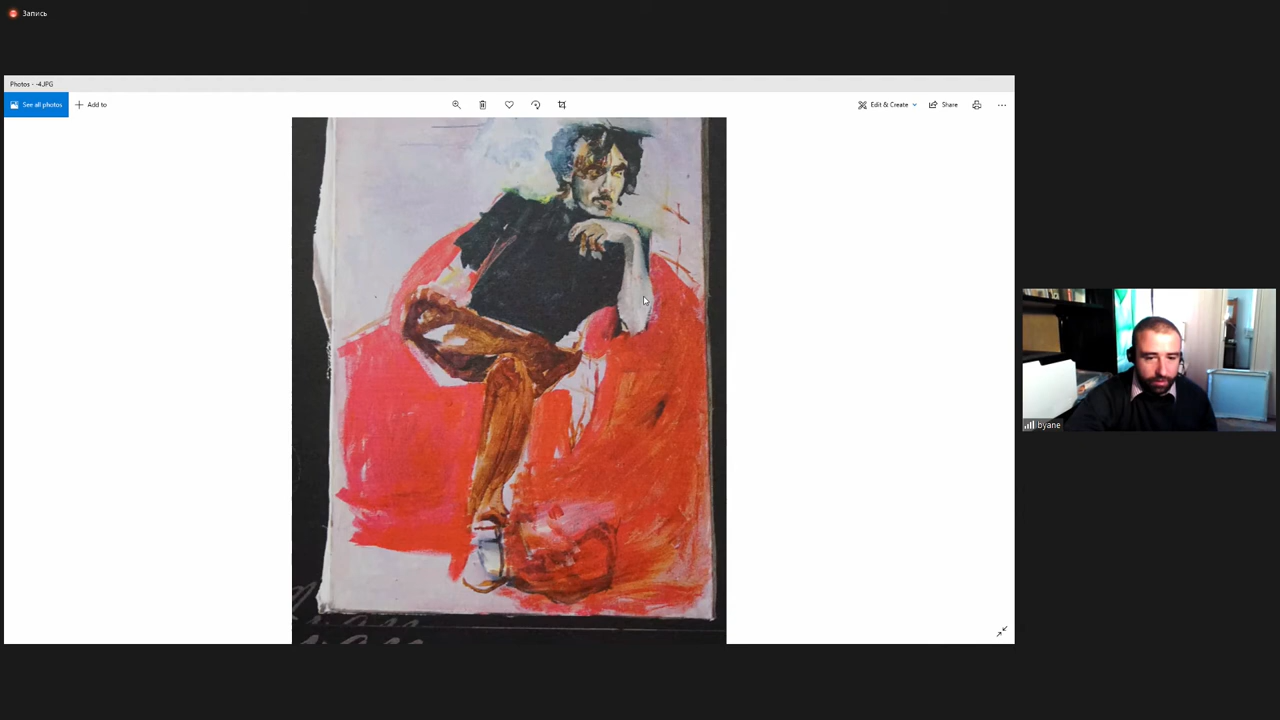 Запись
Photos - -4.JPG
See all photos
Add to
Edit & Create
Share
byane